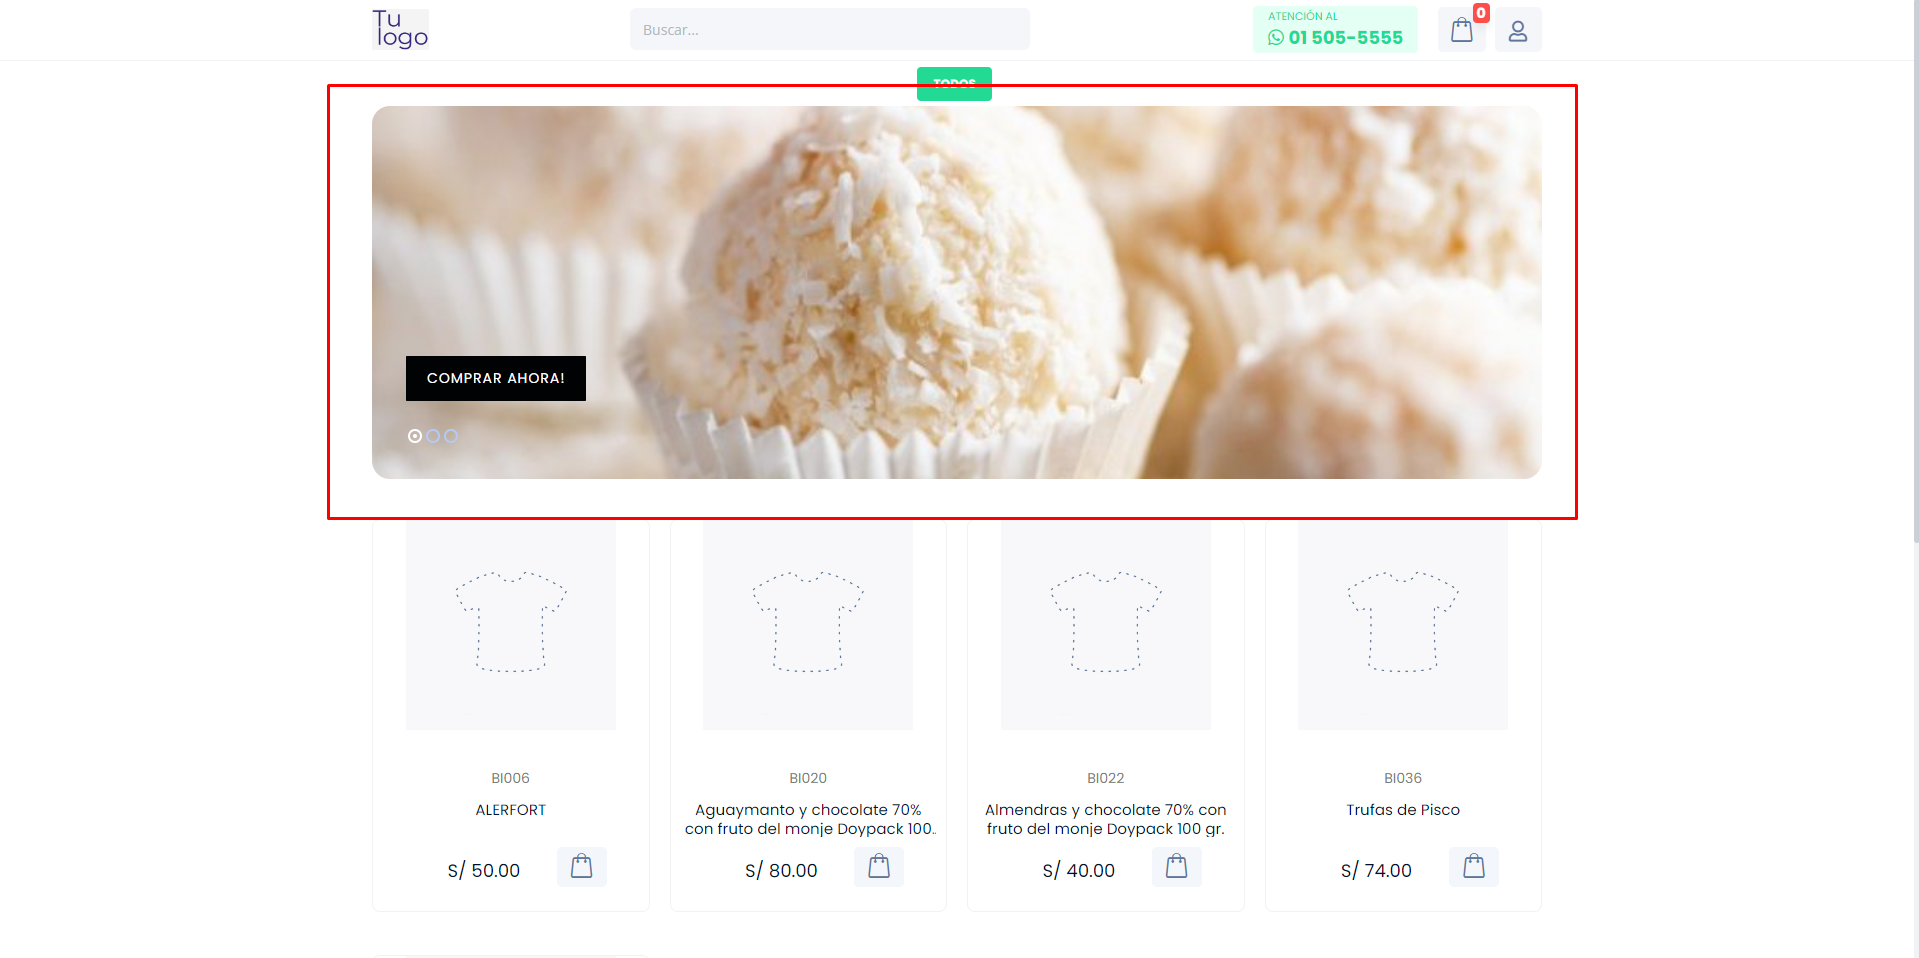 Tu
logo
Buscar...
ATENCIÓN AL
01 505-5555
0
TODOS
COMPRAR AHORA!
BI006
ALERFORT
S/ 50.00
BI020
Aguaymanto y chocolate 70%
con fruto del monje Doypack 100..
S/ 80.00
BI022
Almendras y chocolate 70% con
fruto del monje Doypack 100 gr.
S/ 40.00
BI036
Trufas de Pisco
S/ 74.00